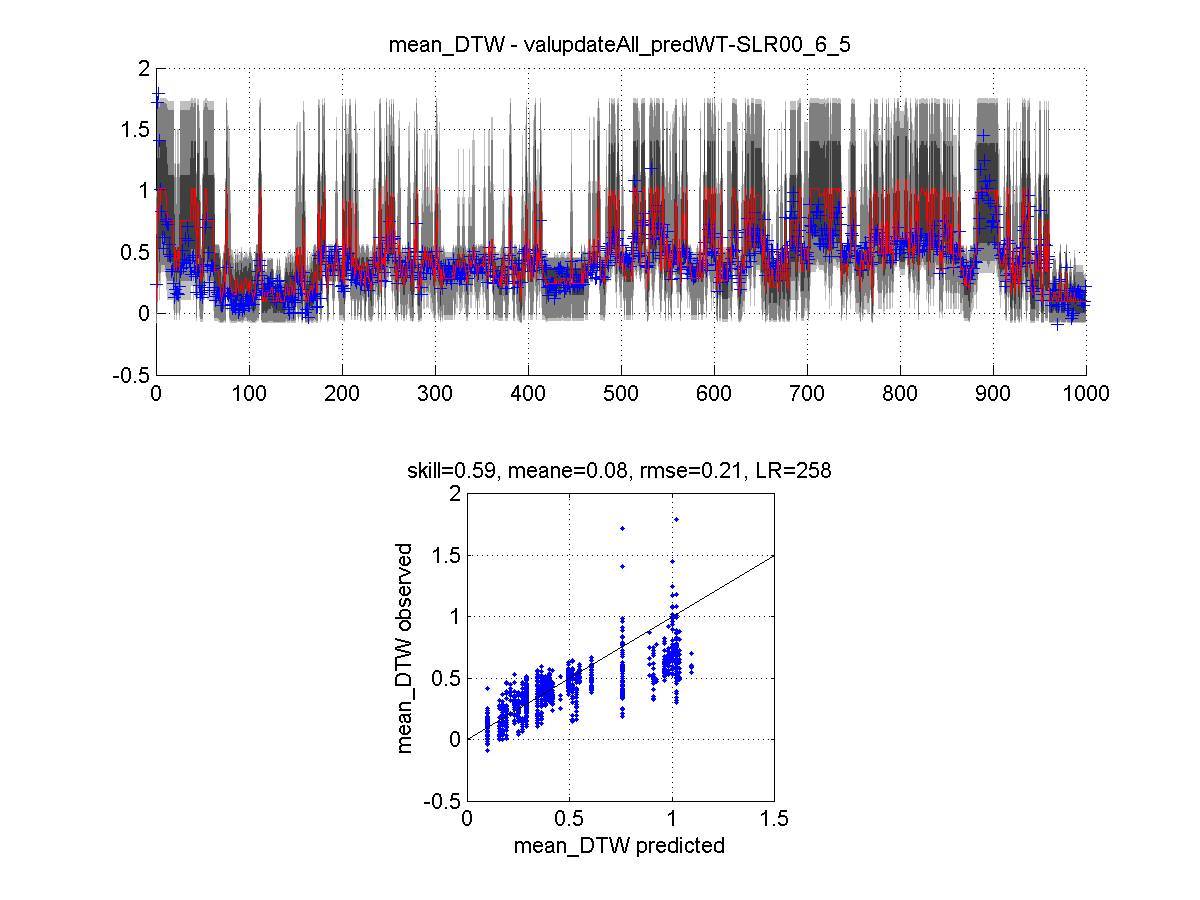 mean_DTW - valupdateAll_predWT-SLR00_6_5
2
1.5
1
0.5
0
-0.5
0 100 200 300 400 500 600 700 800 900 1000
skill=0.59, meane=0.08, rmse=0.21, LR=258
2
1.5
1
0.5
0
-0.5
mean_DTW observed
0 0.5 1 1.5
mean_DTW predicted